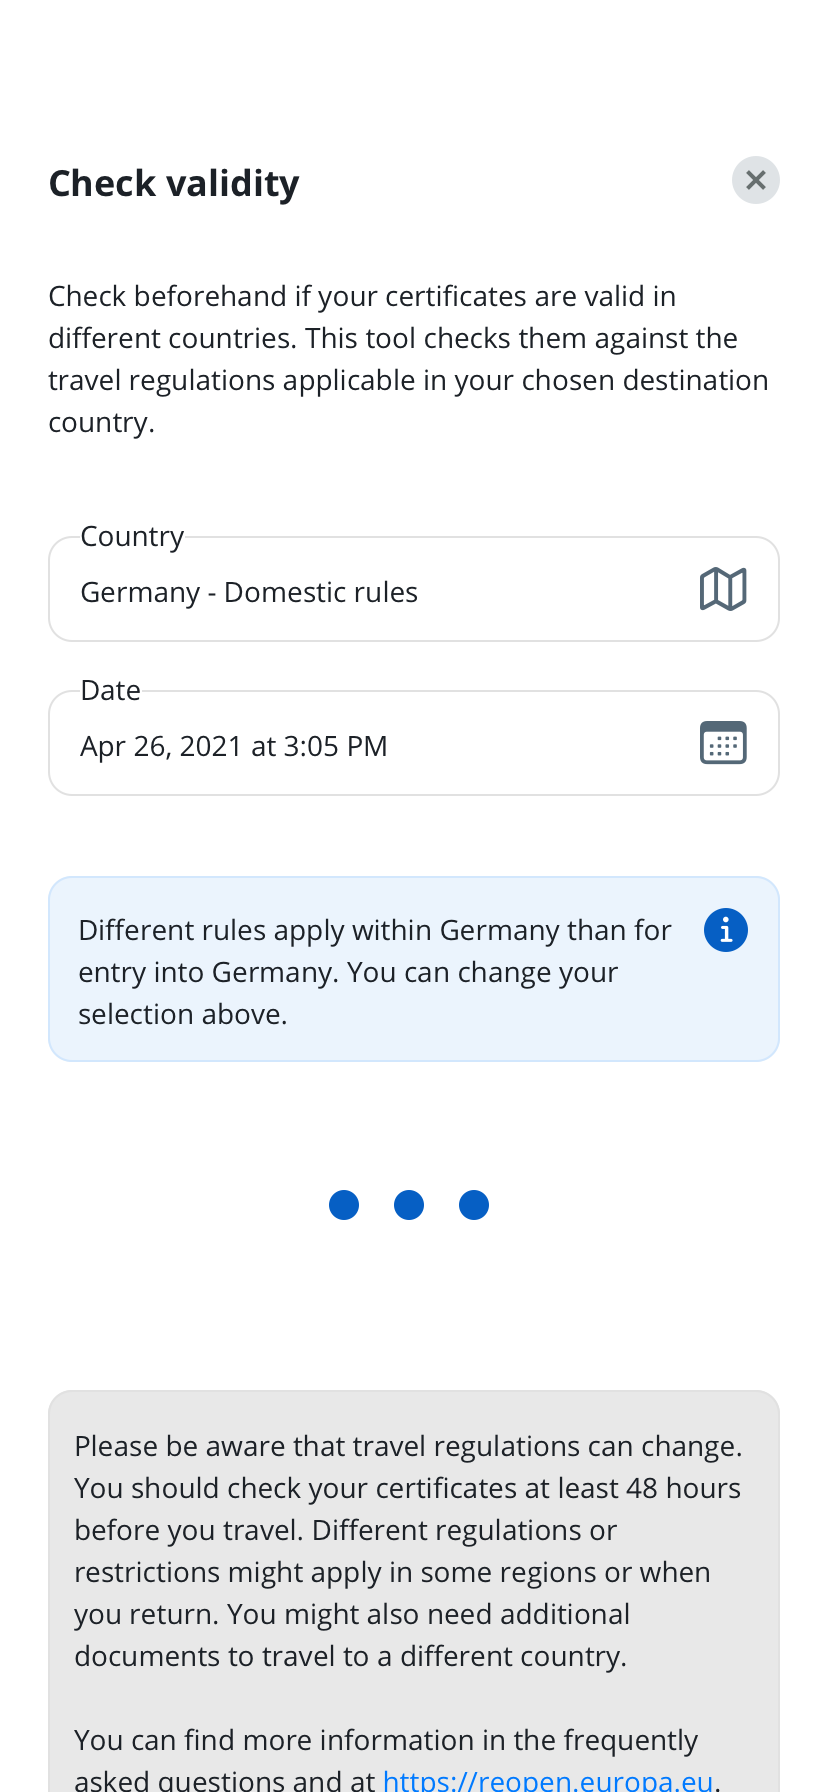 Check validity
Check beforehand if your certificates are valid in
different countries. This tool checks them against the
travel regulations applicable in your chosen destination
country.
Country
Germany - Domestic rules
Date
Apr 26, 2021 at 3:05 PM
Different rules apply within Germany than for
entry into Germany. You can change your
selection above.
Please be aware that travel regulations can change.
You should check your certificates at least 48 hours
before you travel. Different regulations or
restrictions might apply in some regions or when
you return. You might also need additional
documents to travel to a different country.
You can find more information in the frequently
asked questions and at https://reopen.europa.eu.